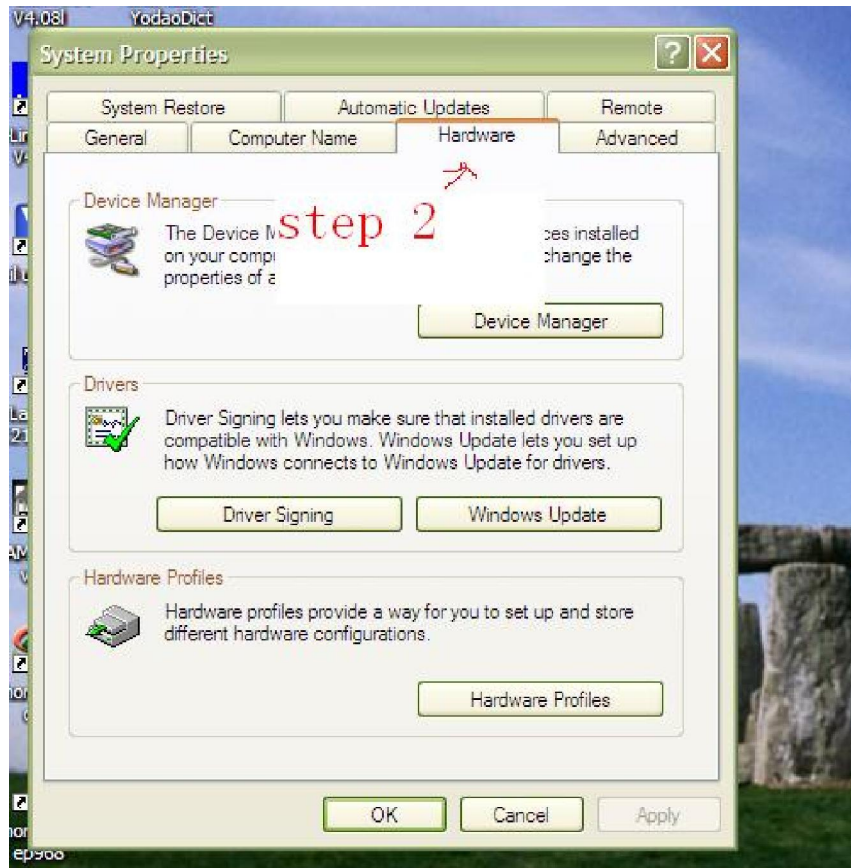 V4.08l YodaoDict
System Properties
System Restore Automatic Updates Remote
General Computer Name Hardware Advanced
Device Manager
step 2
The Device installed
on your change the
properties of
Device Manager
Drivers
Driver Signing lets you make sure that installed drivers are
compatible with Windows. Windows Update lets you set up
how Windows connects to Windows Update for drivers.
Driver Signing Windows Update
Hardware Profiles
Hardware profiles provide a way for you to set up and store
different hardware configurations.
Hardware Profiles
OK Cancel Apply